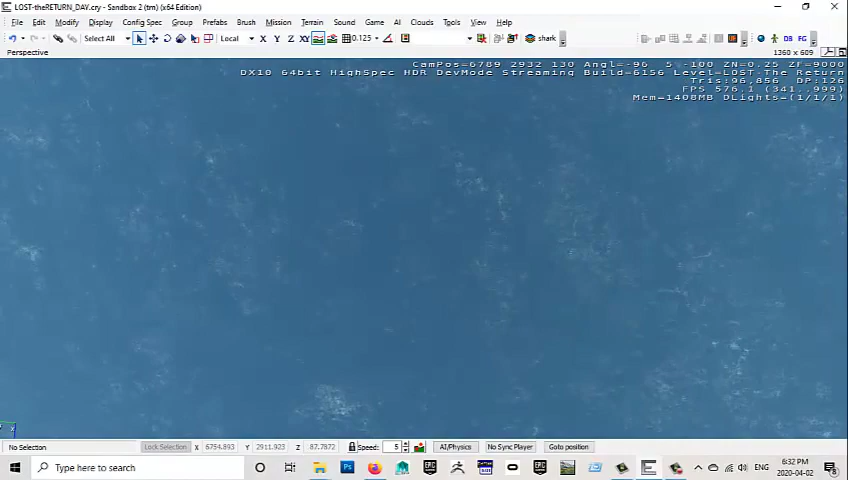 LOST-theRETURN_DAY.cry - Sandbox 2 (tm) (x64 Edition)
File Edit Modify Display Config Spec Group Prefabs Brush Mission Terrain Sound Game AI Clouds Tools View Help
Select All Local X Y Z XY 0.125 shark DB FG
Perspective 1360 x 609
CamPos=6789 2932 130 Angl=-96 5 -100 ZN=0.25 ZF=9000
DX10 64bit HighSpec HDR DevMode Streaming Build=6156 Level=LOST-The Return
Tris:96,856 DP:126
FPS 576.1 (341..999)
Mem=1408MB DLights=(1/1/1)
No Selection Lock Selection X 6754.893 Y 2911.923 Z 87.7872 Speed: 5 AI/Physics No Sync Player Goto position
Type here to search EPIC EPIC ENG 6:32 PM
2020-04-02 8